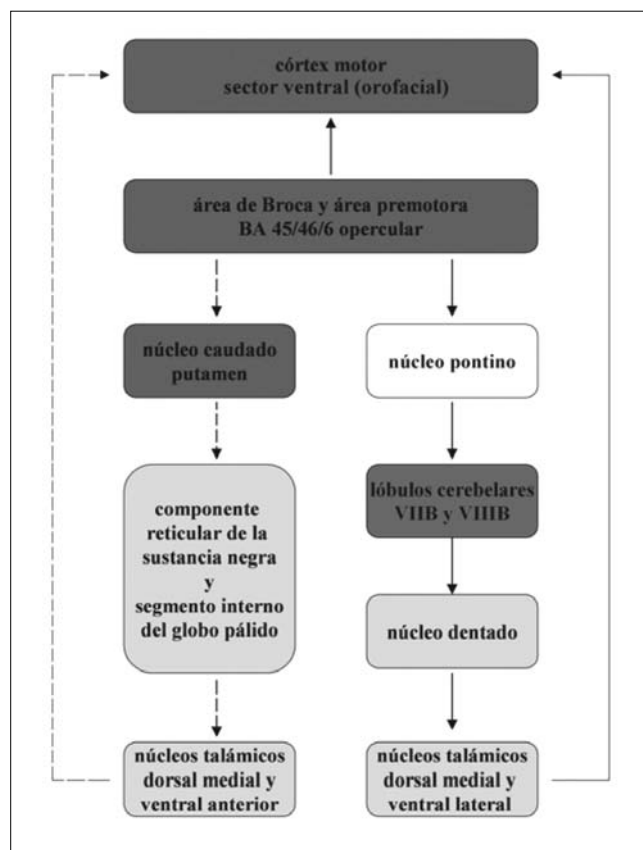 córtex motor
sector ventral (orofacial)
área de Broca y área premotora
BA 45/46/6 opercular
núcleo caudado
putamen
núcleo pontino
componente
reticular de la
sustancia negra
y
segmento interno
del globo pálido
lóbulos cerebelares
VIIB y VIIIB
núcleo dentado
núcleos talámicos
dorsal medial y
ventral anterior
núcleos talámicos
dorsal medial y
ventral lateral